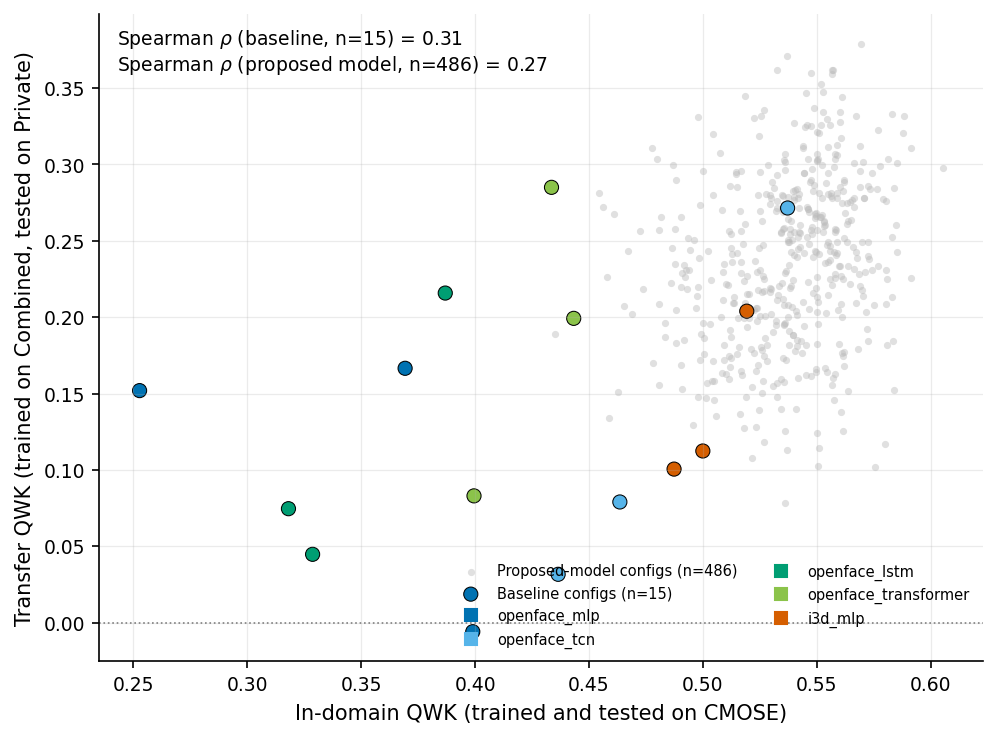 Spearman ρ (baseline, n=15) = 0.31
Spearman ρ (proposed model, n=486) = 0.27
Transfer QWK (trained on Combined, tested on Private)
0.35
0.30
0.25
0.20
0.15
0.10
0.05
0.00
Proposed-model configs (n=486)
Baseline configs (n=15)
openface_mlp
openface_tcn
openface_lstm
openface_transformer
i3d_mlp
0.25 0.30 0.35 0.40 0.45 0.50 0.55 0.60
In-domain QWK (trained and tested on CMOSE)